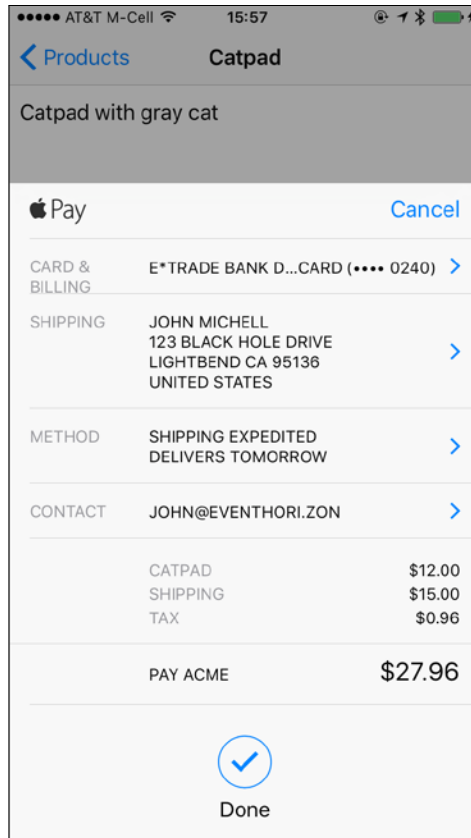 AT&T M-Cell 15:57
Products Catpad
Catpad with gray cat
Pay Cancel
CARD & E*TRADE BANK D...CARD (•••• 0240)
BILLING
SHIPPING JOHN MICHELL
123 BLACK HOLE DRIVE
LIGHTBEND CA 95136
UNITED STATES
METHOD SHIPPING EXPEDITED
DELIVERS TOMORROW
CONTACT JOHN@EVENTHORI.ZON
CATPAD $12.00
SHIPPING $15.00
TAX $0.96
PAY ACME $27.96
Done